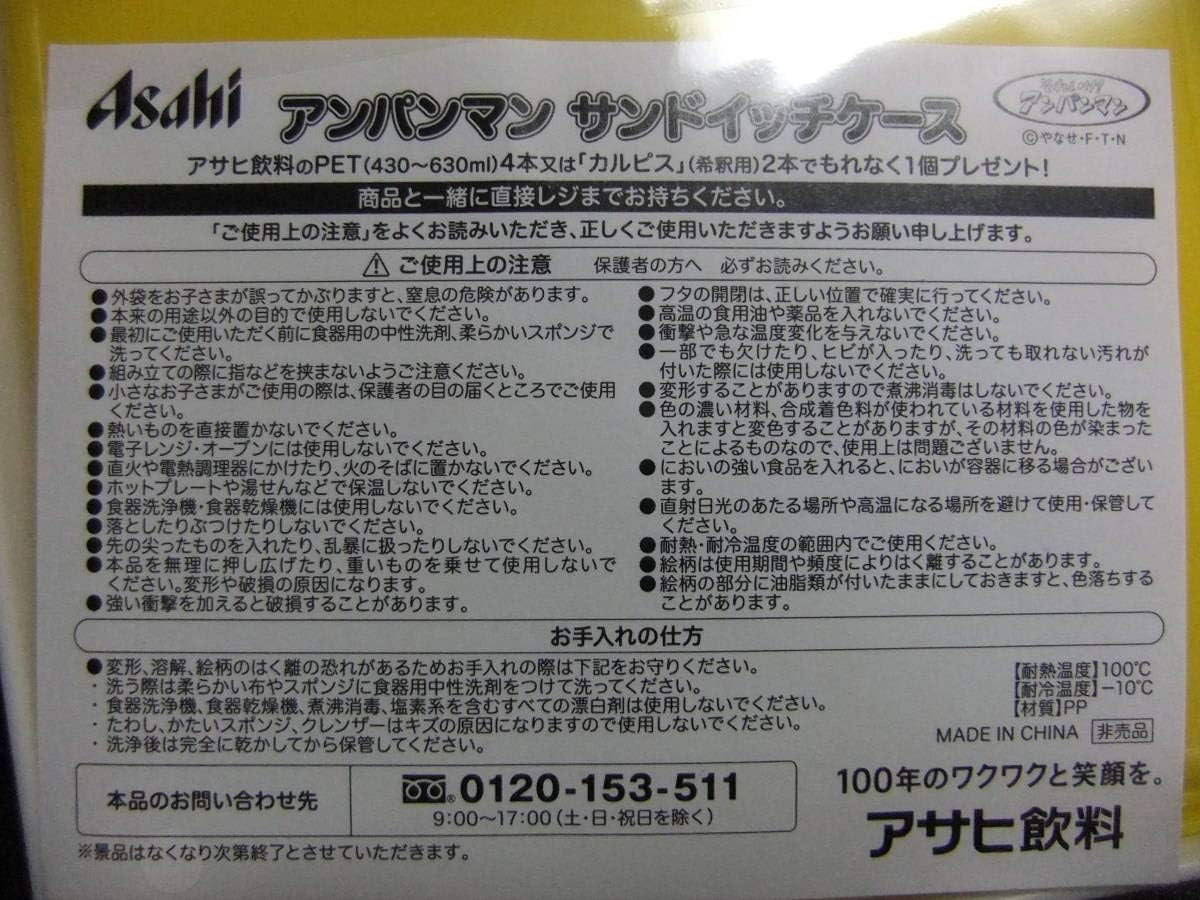 Asahi アンパンマン サンドイッチケース
それいけ! アンパンマン
©やなせ・F・T・N
アサヒ飲料のPET(430〜630ml)4本又は「カルピス」(希釈用)2本でもれなく1個プレゼント!
商品と一緒に直接レジまでお持ちください。
「ご使用上の注意」をよくお読みいただき、正しくご使用いただきますようお願い申し上げます。
⚠ ご使用上の注意 保護者の方へ 必ずお読みください。
●外袋をお子さまが誤ってかぶりますと、窒息の危険があります。
●本来の用途以外の目的で使用しないでください。
●最初にご使用いただく前に食器用の中性洗剤、柔らかいスポンジで
洗ってください。
●組み立ての際に指などを挟まないようご注意ください。
●小さなお子さまがご使用の際は、保護者の目の届くところでご使用
ください。
●熱いものを直接置かないでください。
●電子レンジ・オーブンには使用しないでください。
●直火や電熱調理器にかけたり、火のそばに置かないでください。
●ホットプレートや湯せんなどで保温しないでください。
●食器洗浄機・食器乾燥機には使用しないでください。
●落としたりぶつけたりしないでください。
●先の尖ったものを入れたり、乱暴に扱ったりしないでください。
●本品を無理に押し広げたり、重いものを乗せて使用しないで
ください。変形や破損の原因になります。
●強い衝撃を加えると破損することがあります。
●フタの開閉は、正しい位置で確実に行ってください。
●高温の食用油や薬品を入れないでください。
●衝撃や急な温度変化を与えないでください。
●一部でも欠けたり、ヒビが入ったり、洗っても取れない汚れが
付いた際には使用しないでください。
●変形することがありますので煮沸消毒はしないでください。
●色の濃い材料、合成着色料が使われている材料を使用した物を
入れますと変色することがありますが、その材料の色が染まった
ことによるものなので、使用上は問題ございません。
●においの強い食品を入れると、においが容器に移る場合がござい
ます。
●直射日光のあたる場所や高温になる場所を避けて使用・保管して
ください。
●耐熱・耐冷温度の範囲内でご使用ください。
●絵柄は使用期間や頻度によりはく離することがあります。
●絵柄の部分に油脂類が付いたままにしておきますと、色落ちする
ことがあります。
お手入れの仕方
●変形、溶解、絵柄のはく離の恐れがあるためお手入れの際は下記をお守りください。
・洗う際は柔らかい布やスポンジに食器用中性洗剤をつけて洗ってください。
・食器洗浄機、食器乾燥機、煮沸消毒、塩素系を含むすべての漂白剤は使用しないでください。
・たわし、かたいスポンジ、クレンザーはキズの原因になりますので使用しないでください。
・洗浄後は完全に乾かしてから保管してください。
【耐熱温度】100℃
【耐冷温度】−10℃
【材質】PP
MADE IN CHINA 非売品
本品のお問い合わせ先
0120-153-511
9:00〜17:00(土・日・祝日を除く)
100年のワクワクと笑顔を。
アサヒ飲料
※景品はなくなり次第終了とさせていただきます。